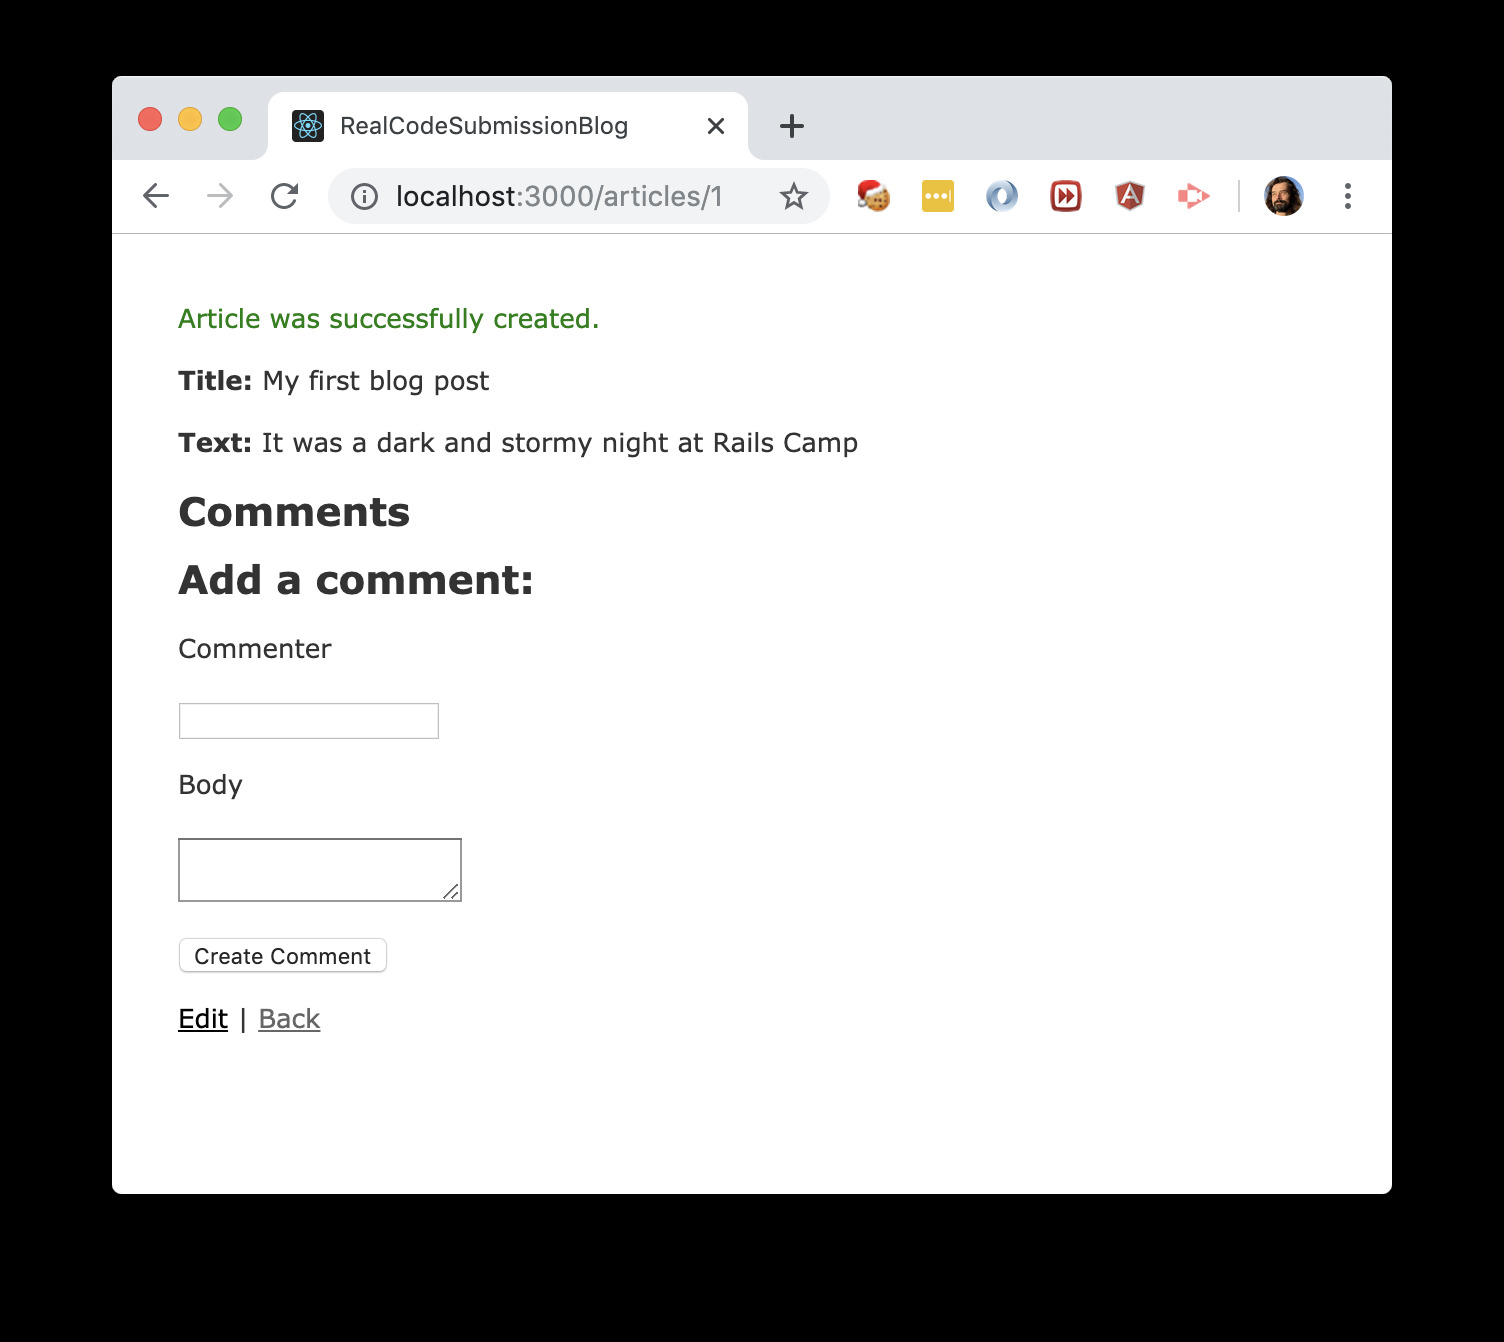 RealCodeSubmissionBlog
localhost:3000/articles/1
Article was successfully created.
Title: My first blog post
Text: It was a dark and stormy night at Rails Camp
Comments
Add a comment:
Commenter
Body
Create Comment
Edit | Back